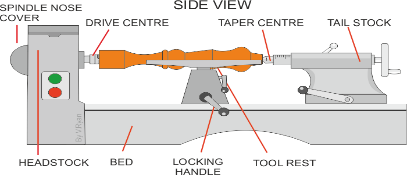 SIDE VIEW
SPINDLE NOSE
COVER
DRIVE CENTRE
TAPER CENTRE
TAIL STOCK
HEADSTOCK
BED
LOCKING
HANDLE
TOOL REST